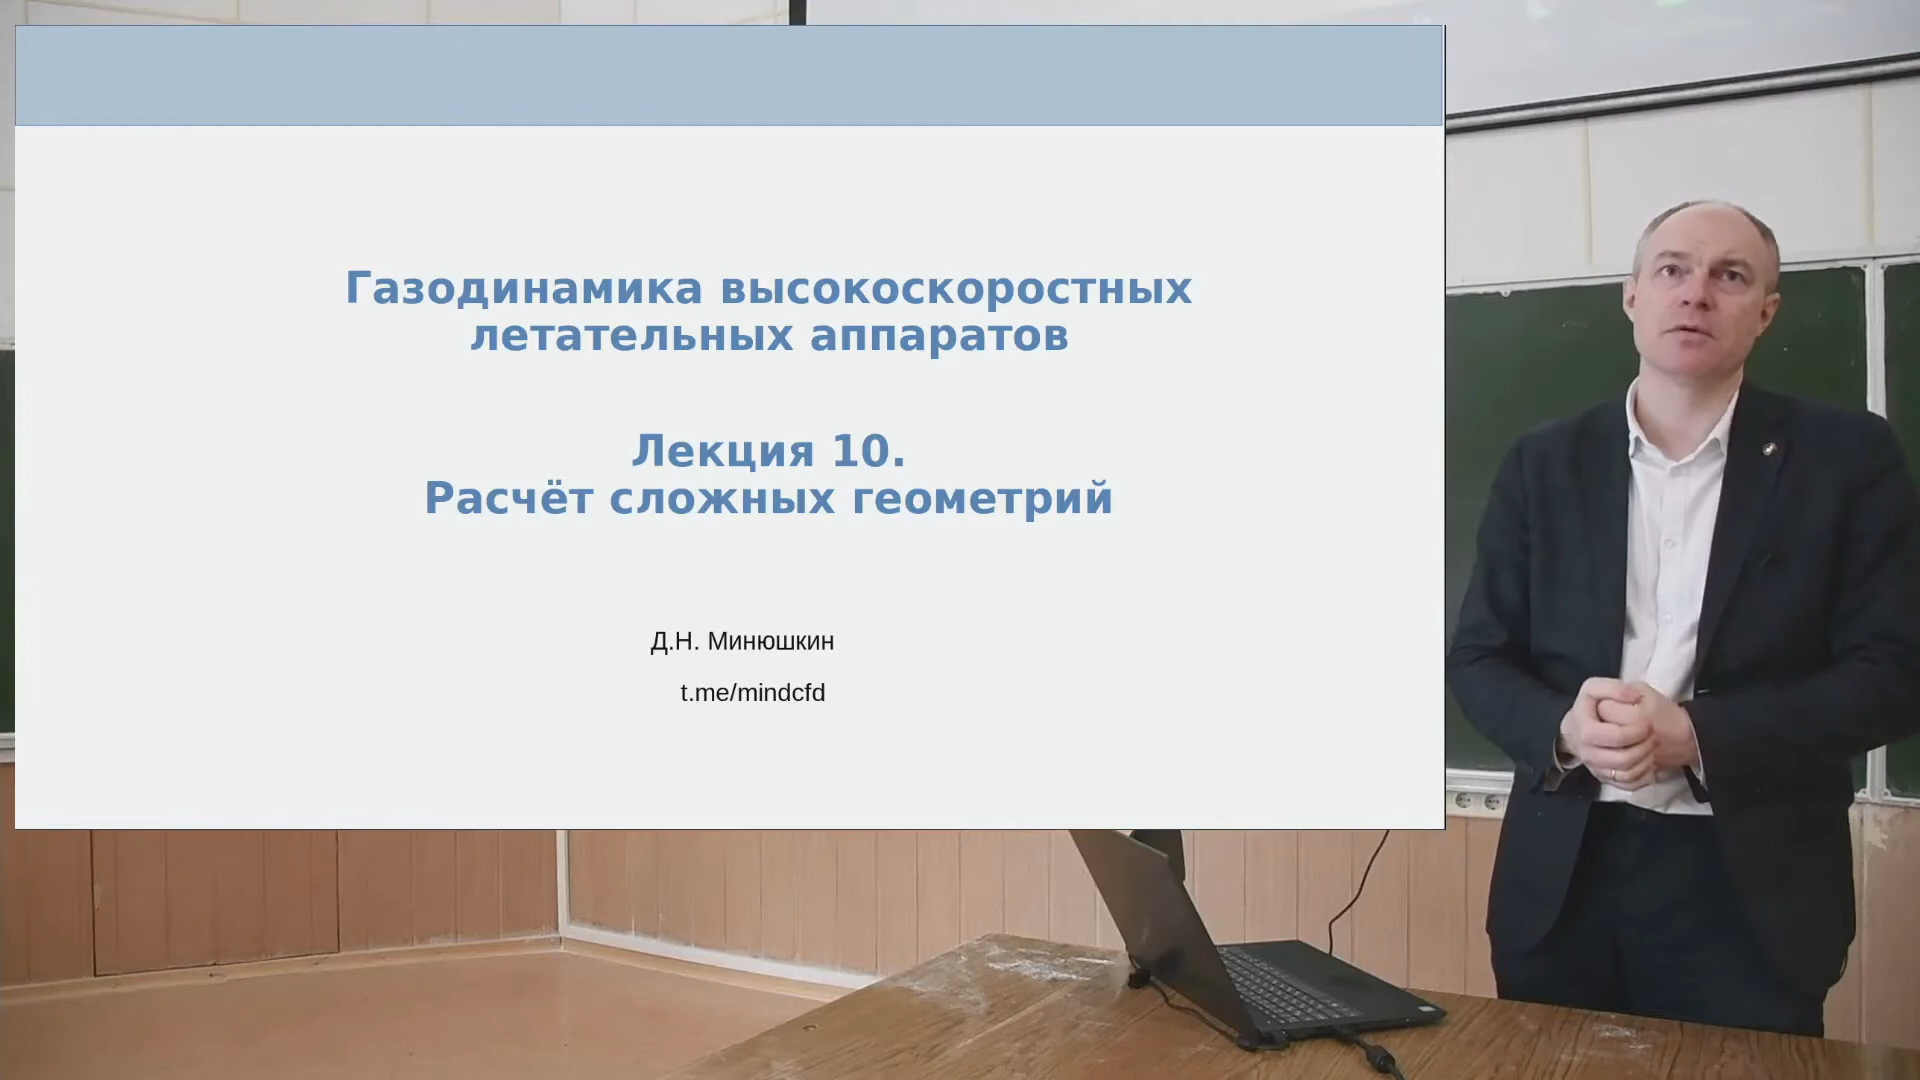 Газодинамика высокоскоростных
летательных аппаратов
Лекция 10.
Расчёт сложных геометрий
Д.Н. Минюшкин
t.me/mindcfd